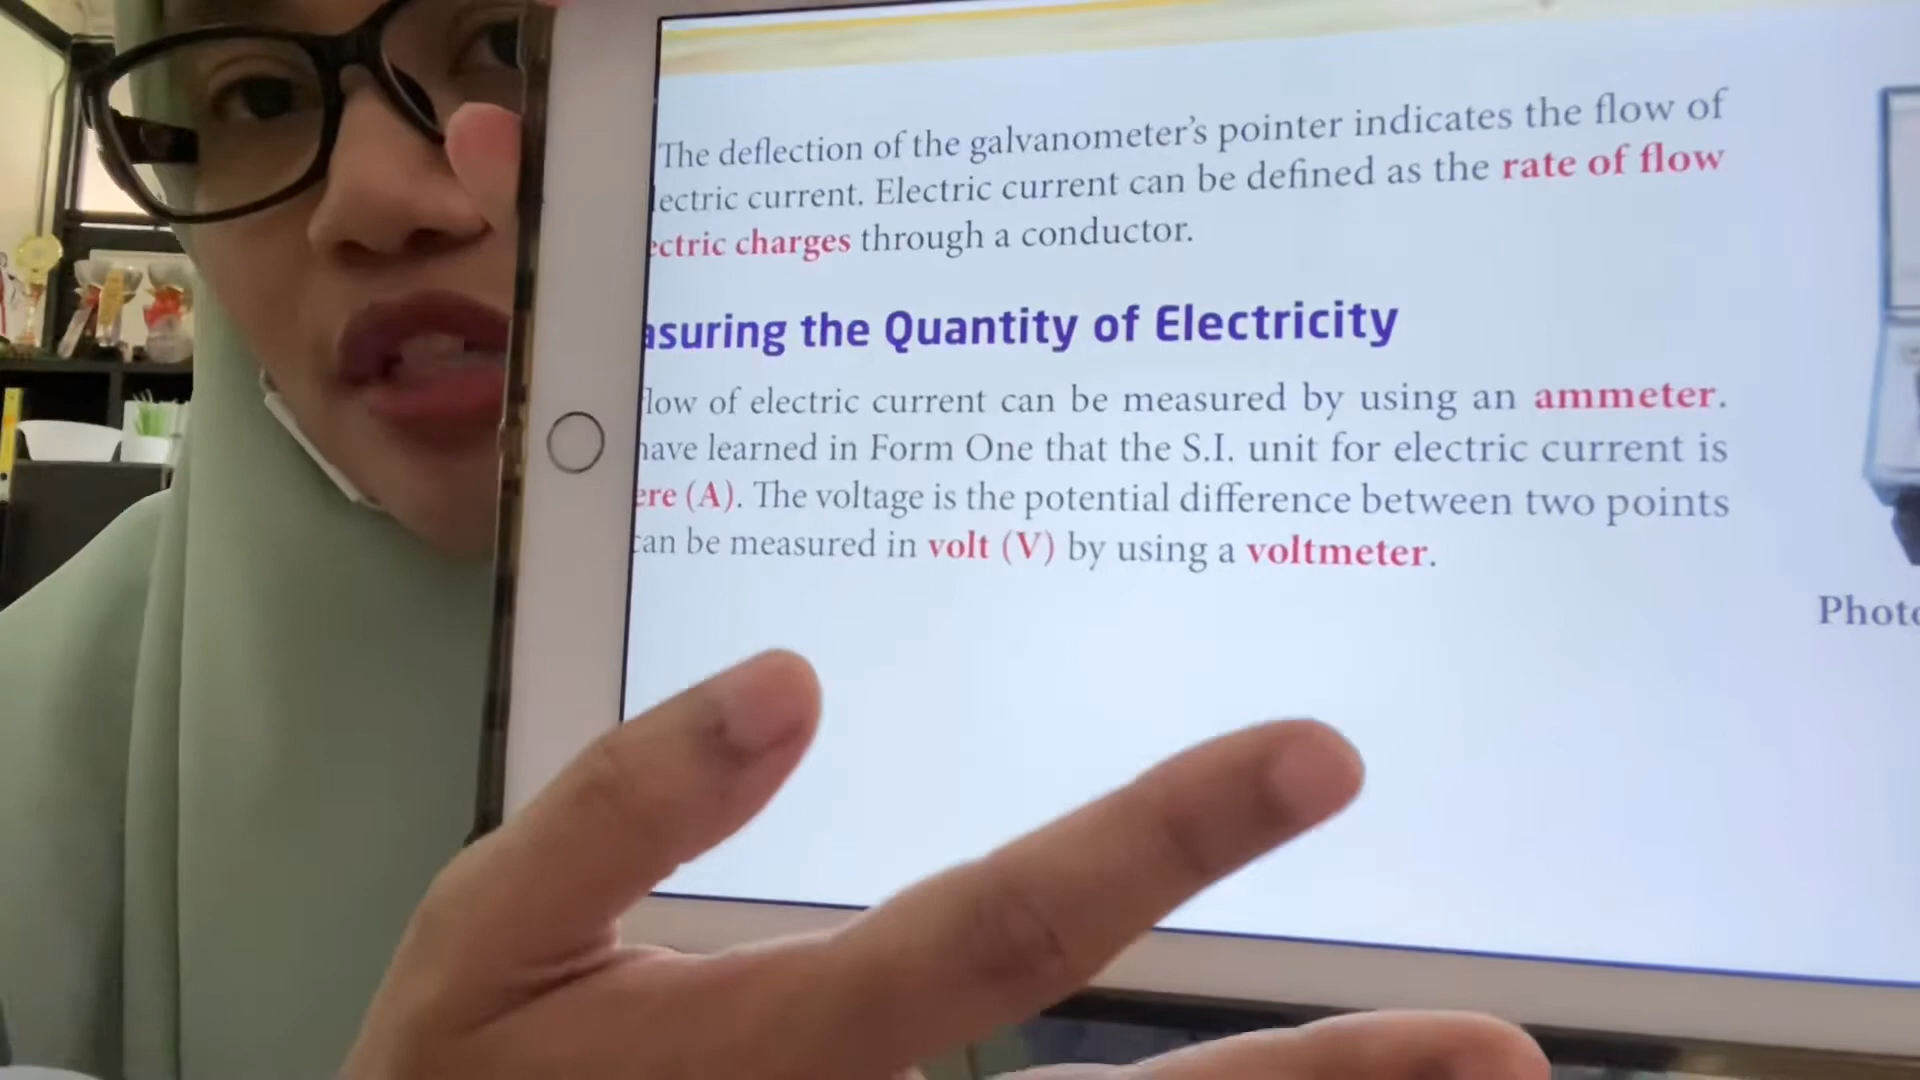 The deflection of the galvanometer's pointer indicates the flow of
lectric current. Electric current can be defined as the rate of flow
ectric charges through a conductor.
asuring the Quantity of Electricity
low of electric current can be measured by using an ammeter.
have learned in Form One that the S.I. unit for electric current is
ere (A). The voltage is the potential difference between two points
can be measured in volt (V) by using a voltmeter.
Photo